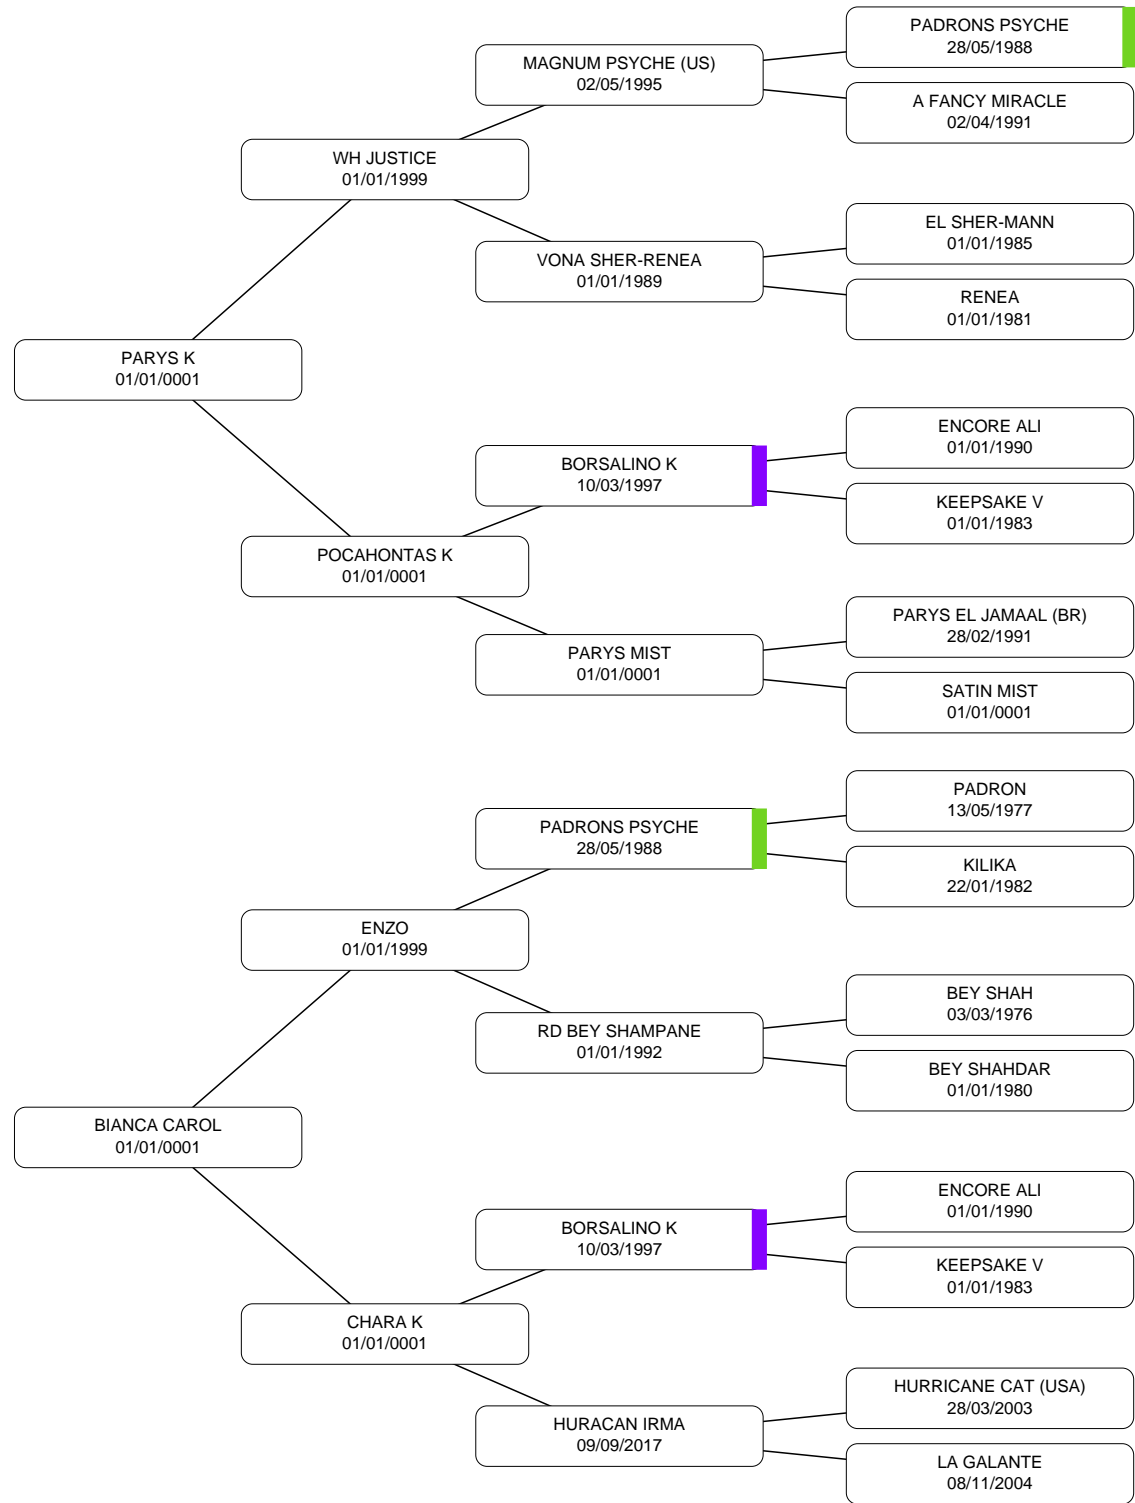 PADRONS PSYCHE
28/05/1988
MAGNUM PSYCHE (US)
02/05/1995
A FANCY MIRACLE
02/04/1991
WH JUSTICE
01/01/1999
EL SHER-MANN
01/01/1985
VONA SHER-RENEA
01/01/1989
RENEA
01/01/1981
PARYS K
01/01/0001
ENCORE ALI
01/01/1990
BORSALINO K
10/03/1997
KEEPSAKE V
01/01/1983
POCAHONTAS K
01/01/0001
PARYS EL JAMAAL (BR)
28/02/1991
PARYS MIST
01/01/0001
SATIN MIST
01/01/0001
PADRON
13/05/1977
PADRONS PSYCHE
28/05/1988
KILIKA
22/01/1982
ENZO
01/01/1999
BEY SHAH
03/03/1976
RD BEY SHAMPANE
01/01/1992
BEY SHAHDAR
01/01/1980
BIANCA CAROL
01/01/0001
ENCORE ALI
01/01/1990
BORSALINO K
10/03/1997
KEEPSAKE V
01/01/1983
CHARA K
01/01/0001
HURRICANE CAT (USA)
28/03/2003
HURACAN IRMA
09/09/2017
LA GALANTE
08/11/2004